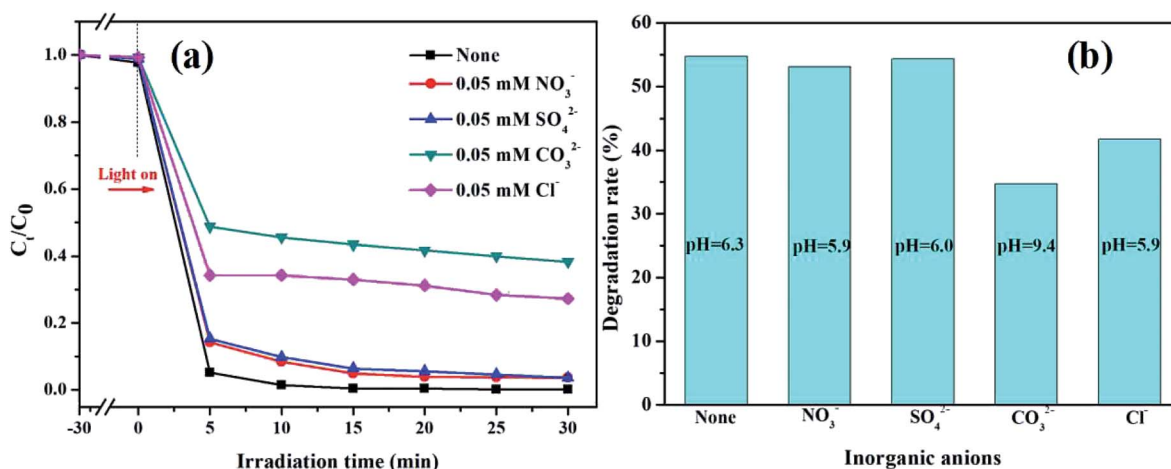 (a)
None
0.05 mM NO₃⁻
0.05 mM SO₄²⁻
0.05 mM CO₃²⁻
0.05 mM Cl⁻
Light on
Cₜ/C₀
1.0
0.8
0.6
0.4
0.2
0.0
-30 0 5 10 15 20 25 30
Irradiation time (min)
(b)
Degradation rate (%)
60
50
40
30
20
10
0
pH=6.3 pH=5.9 pH=6.0 pH=9.4 pH=5.9
None NO₃⁻ SO₄²⁻ CO₃²⁻ Cl⁻
Inorganic anions